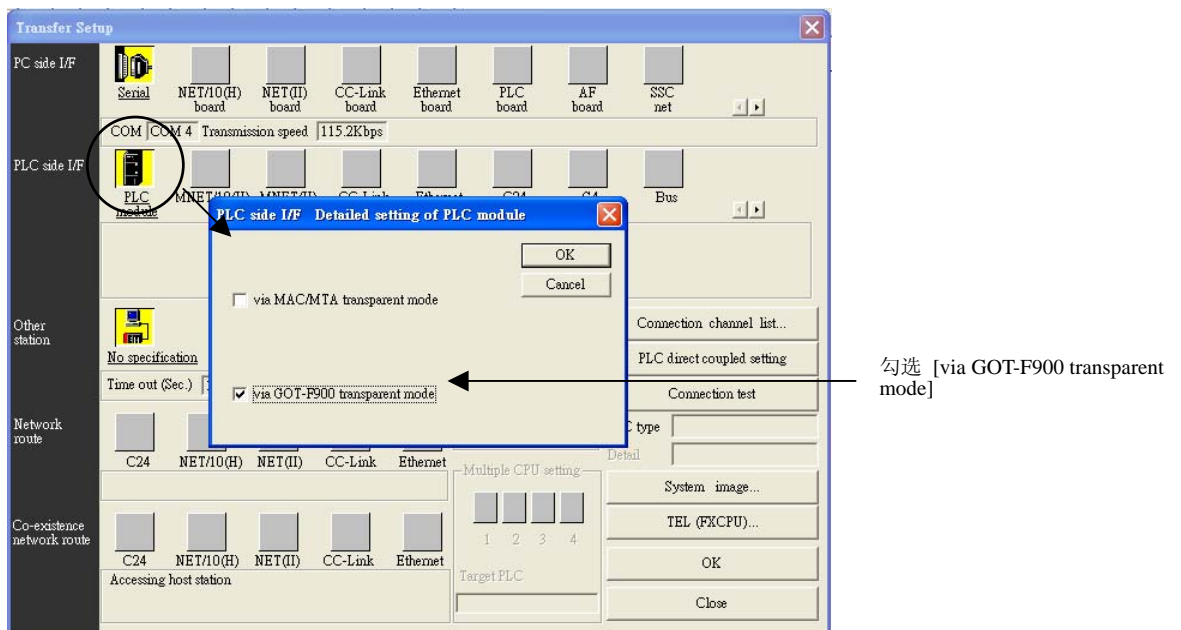 Transfer Setup
PC side I/F
Serial
NET/10(H)
board
NET(II)
board
CC-Link
board
Ethernet
board
PLC
board
AF
board
SSC
net
COM COM 4 Transmission speed 115.2Kbps
PLC side I/F
PLC
module
Bus
PLC side I/F Detailed setting of PLC module
OK
Cancel
via MAC/MTA transparent mode
via GOT-F900 transparent mode
Other
station
No specification
Time out (Sec.)
Connection channel list...
PLC direct coupled setting
Connection test
type
Detail
System image...
TEL (FXCPU)...
OK
Close
Network
route
C24
NET/10(H)
NET(II)
CC-Link
Ethernet
Multiple CPU setting
1 2 3 4
Target PLC
Co-existence
network route
C24
NET/10(H)
NET(II)
CC-Link
Ethernet
Accessing host station
勾选 [via GOT-F900 transparent
mode]